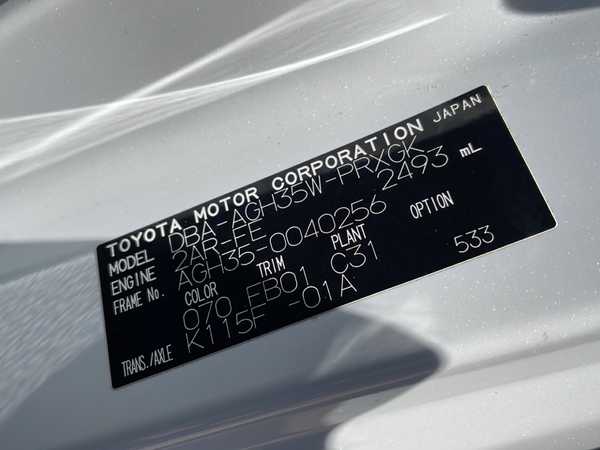 TOYOTA MOTOR CORPORATION JAPAN
MODEL DBA-AGH35W-PRXGK
ENGINE 2AR-FE 2493 mL
FRAME No. AGH35-0040256
COLOR TRIM PLANT OPTION
070 FB01 C31 533
TRANS./AXLE K115F -01A